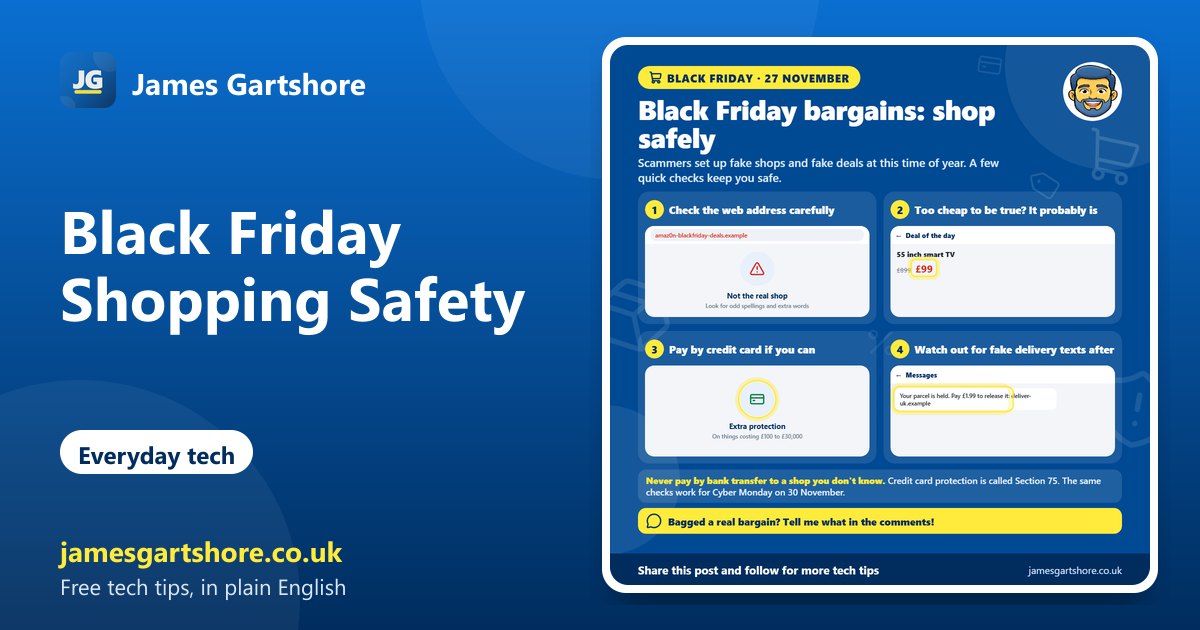 JG
James Gartshore
Black Friday
Shopping Safety
Everyday tech
jamesgartshore.co.uk
Free tech tips, in plain English
BLACK FRIDAY · 27 NOVEMBER
Black Friday bargains: shop
safely
Scammers set up fake shops and fake deals at this time of year. A few
quick checks keep you safe.
1 Check the web address carefully
amaz0n-blackfriday-deals.example
Not the real shop
Look for odd spellings and extra words
2 Too cheap to be true? It probably is
← Deal of the day
55 inch smart TV
£899 £99
3 Pay by credit card if you can
Extra protection
On things costing £100 to £30,000
4 Watch out for fake delivery texts after
← Messages
Your parcel is held. Pay £1.99 to release it: deliver-
uk.example
Never pay by bank transfer to a shop you don't know. Credit card protection is called Section 75. The same
checks work for Cyber Monday on 30 November.
Bagged a real bargain? Tell me what in the comments!
Share this post and follow for more tech tips
jamesgartshore.co.uk